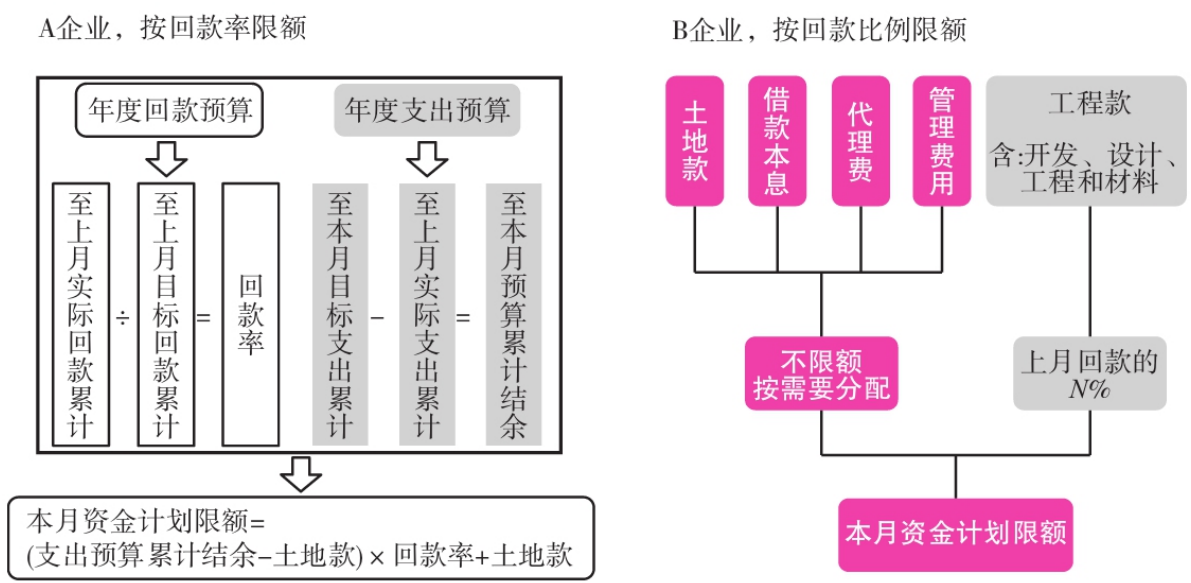 A企业，按回款率限额
年度回款预算
年度支出预算
至上月实际回款累计
÷
至上月目标回款累计
=
回款率
至本月目标支出累计
−
至上月实际支出累计
=
至本月预算累计结余
本月资金计划限额=
(支出预算累计结余−土地款)×回款率+土地款
B企业，按回款比例限额
土地款
借款本息
代理费
管理费用
工程款
含:开发、设计、
工程和材料
不限额
按需要分配
上月回款的
N%
本月资金计划限额